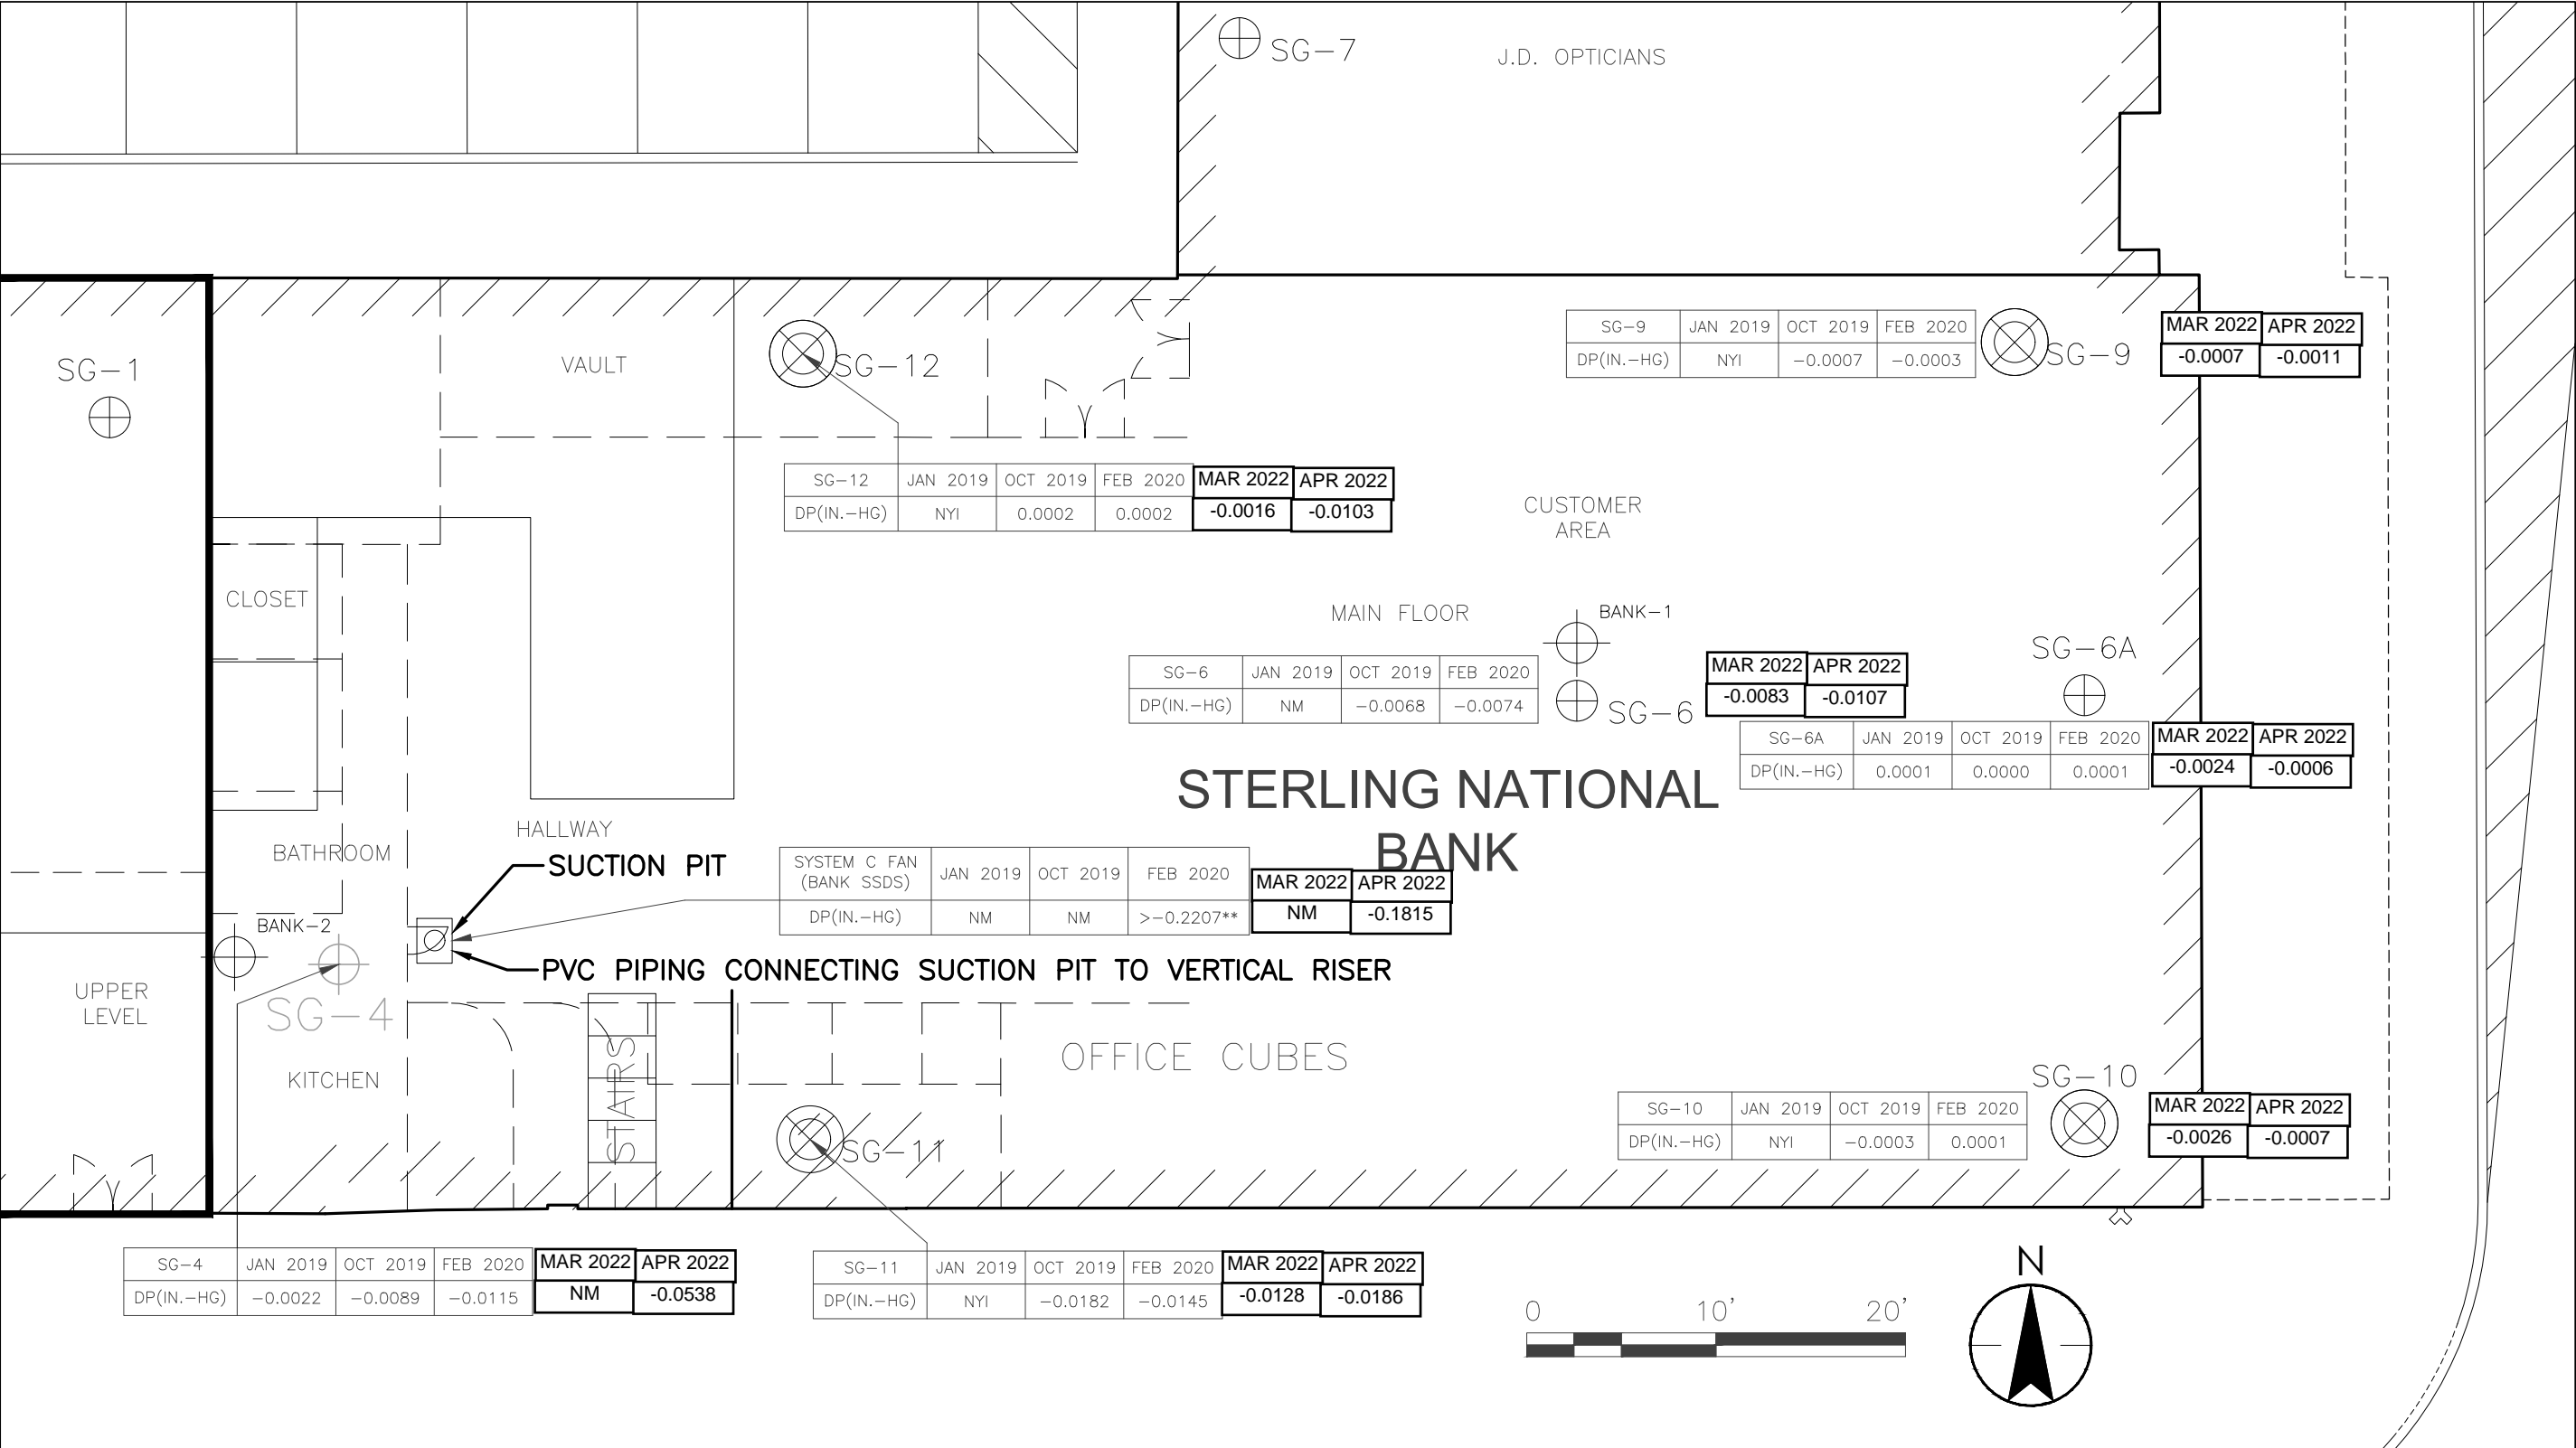 SG-7
J.D. OPTICIANS
SG-1
VAULT
SG-12
SG-9 JAN 2019 OCT 2019 FEB 2020
DP(IN.-HG) NYI -0.0007 -0.0003
SG-9
MAR 2022 APR 2022
-0.0007 -0.0011
SG-12 JAN 2019 OCT 2019 FEB 2020 MAR 2022 APR 2022
DP(IN.-HG) NYI 0.0002 0.0002 -0.0016 -0.0103
CUSTOMER
AREA
CLOSET
MAIN FLOOR
BANK-1
SG-6 JAN 2019 OCT 2019 FEB 2020
DP(IN.-HG) NM -0.0068 -0.0074
SG-6
MAR 2022 APR 2022
-0.0083 -0.0107
SG-6A
SG-6A JAN 2019 OCT 2019 FEB 2020 MAR 2022 APR 2022
DP(IN.-HG) 0.0001 0.0000 0.0001 -0.0024 -0.0006
STERLING NATIONAL
BANK
HALLWAY
BATHROOM
SUCTION PIT
SYSTEM C FAN
(BANK SSDS) JAN 2019 OCT 2019 FEB 2020 MAR 2022 APR 2022
DP(IN.-HG) NM NM >-0.2207** NM -0.1815
BANK-2
PVC PIPING CONNECTING SUCTION PIT TO VERTICAL RISER
UPPER
LEVEL
SG-4
KITCHEN
STAIRS
OFFICE CUBES
SG-11
SG-10
SG-10 JAN 2019 OCT 2019 FEB 2020
DP(IN.-HG) NYI -0.0003 0.0001
MAR 2022 APR 2022
-0.0026 -0.0007
SG-4 JAN 2019 OCT 2019 FEB 2020 MAR 2022 APR 2022
DP(IN.-HG) -0.0022 -0.0089 -0.0115 NM -0.0538
SG-11 JAN 2019 OCT 2019 FEB 2020 MAR 2022 APR 2022
DP(IN.-HG) NYI -0.0182 -0.0145 -0.0128 -0.0186
0 10' 20'
N